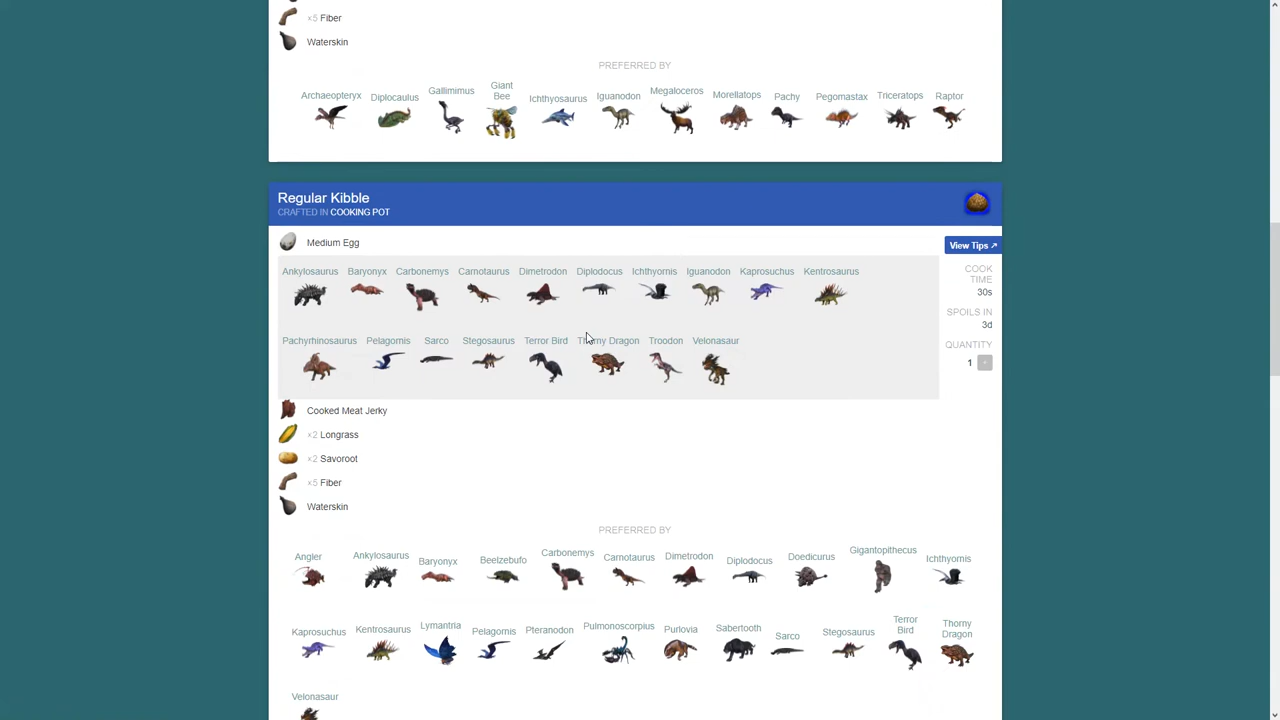 ×5 Fiber
Waterskin
PREFERRED BY
Archaeopteryx Diplocaulus Gallimimus Giant Bee Ichthyosaurus Iguanodon Megaloceros Morellatops Pachy Pegomastax Triceratops Raptor
Regular Kibble
CRAFTED IN COOKING POT
Medium Egg
View Tips ↗
Ankylosaurus Baryonyx Carbonemys Carnotaurus Dimetrodon Diplodocus Ichthyornis Iguanodon Kaprosuchus Kentrosaurus
COOK
TIME
30s
SPOILS IN
3d
Pachyrhinosaurus Pelagornis Sarco Stegosaurus Terror Bird Thorny Dragon Troodon Velonasaur
QUANTITY
1 +
Cooked Meat Jerky
×2 Longrass
×2 Savoroot
×5 Fiber
Waterskin
PREFERRED BY
Angler Ankylosaurus Baryonyx Beelzebufo Carbonemys Carnotaurus Dimetrodon Diplodocus Doedicurus Gigantopithecus Ichthyornis
Kaprosuchus Kentrosaurus Lymantria Pelagornis Pteranodon Pulmonoscorpius Purlovia Sabertooth Sarco Stegosaurus Terror Bird Thorny Dragon
Velonasaur